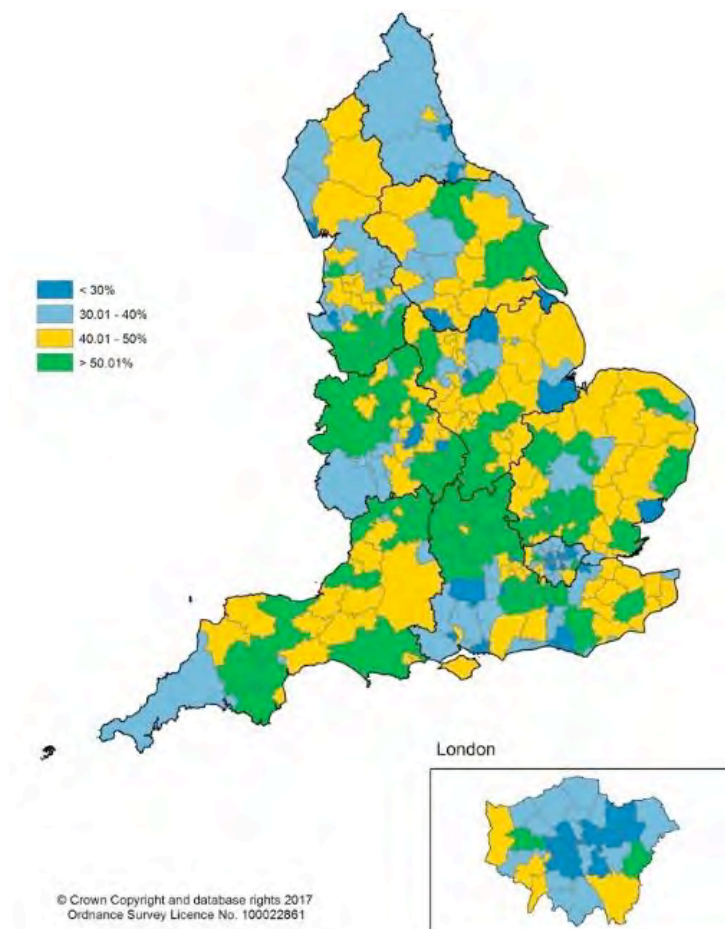 < 30%
30.01 - 40%
40.01 - 50%
> 50.01%
London
© Crown Copyright and database rights 2017
Ordnance Survey Licence No. 100022861